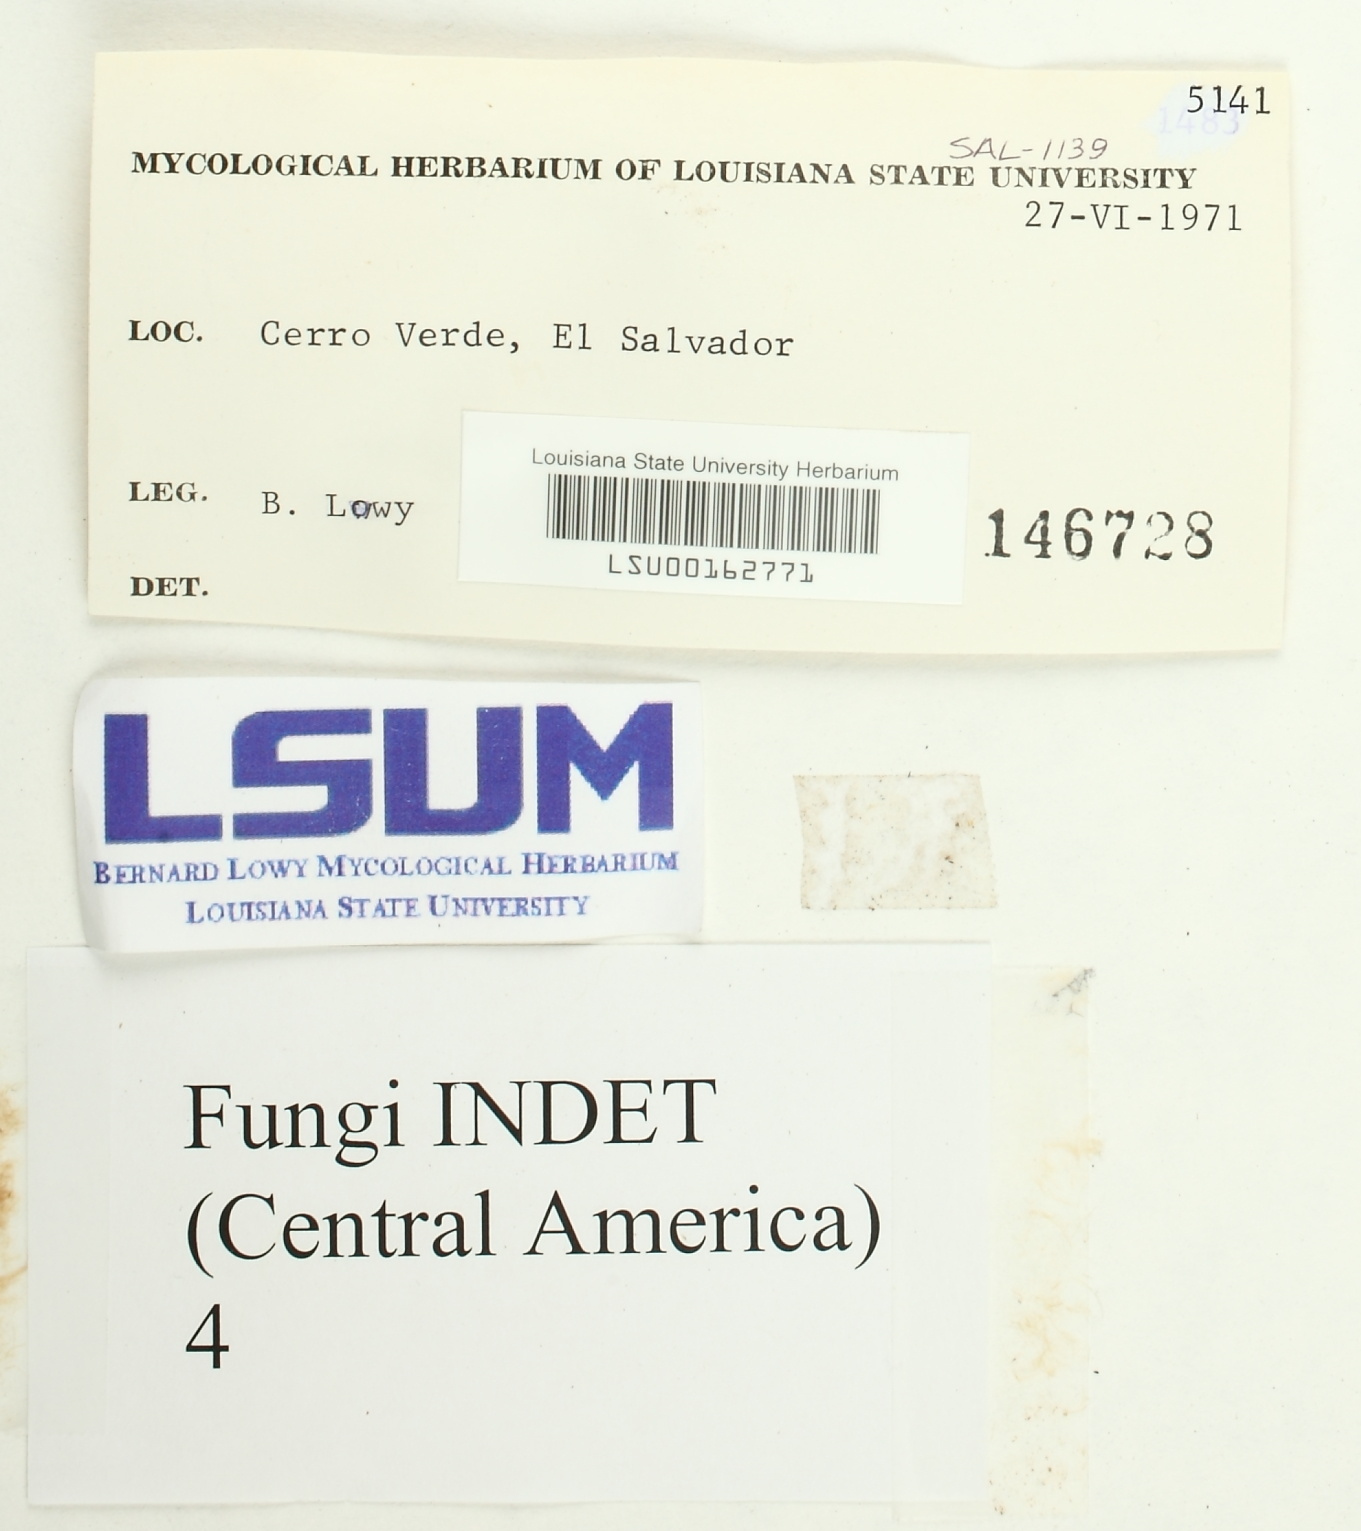 5141
1483
SAL-1139
MYCOLOGICAL HERBARIUM OF LOUISIANA STATE UNIVERSITY
27-VI-1971
LOC. Cerro Verde, El Salvador
Louisiana State University Herbarium
LEG. B. Lowy
146728
LSU00162771
DET.
LSUM
BERNARD LOWY MYCOLOGICAL HERBARIUM
LOUISIANA STATE UNIVERSITY
Fungi INDET
(Central America)
4